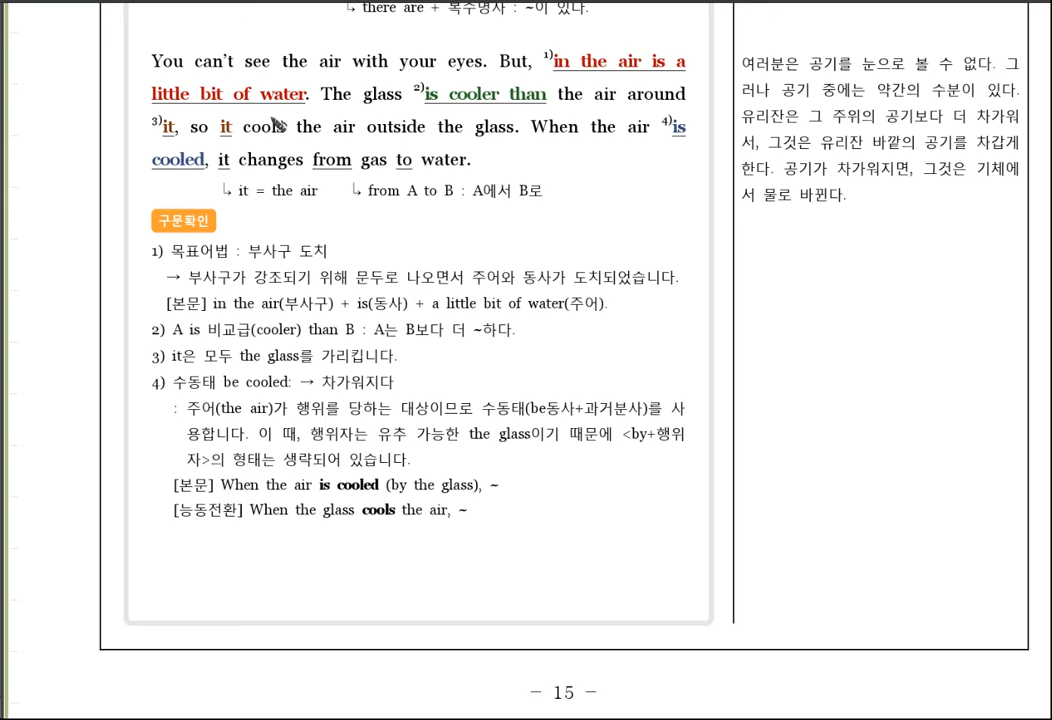 ↳ there are + 복수명사 : ~이 있다.
You can't see the air with your eyes. But, 1)in the air is a
little bit of water. The glass 2)is cooler than the air around
3)it, so it cools the air outside the glass. When the air 4)is
cooled, it changes from gas to water.
↳ it = the air ↳ from A to B : A에서 B로
구문확인
1) 목표어법 : 부사구 도치
→ 부사구가 강조되기 위해 문두로 나오면서 주어와 동사가 도치되었습니다.
[본문] in the air(부사구) + is(동사) + a little bit of water(주어).
2) A is 비교급(cooler) than B : A는 B보다 더 ~하다.
3) it은 모두 the glass를 가리킵니다.
4) 수동태 be cooled: → 차가워지다
: 주어(the air)가 행위를 당하는 대상이므로 수동태(be동사+과거분사)를 사
용합니다. 이 때, 행위자는 유추 가능한 the glass이기 때문에 <by+행위
자>의 형태는 생략되어 있습니다.
[본문] When the air is cooled (by the glass), ~
[능동전환] When the glass cools the air, ~
여러분은 공기를 눈으로 볼 수 없다. 그
러나 공기 중에는 약간의 수분이 있다.
유리잔은 그 주위의 공기보다 더 차가워
서, 그것은 유리잔 바깥의 공기를 차갑게
한다. 공기가 차가워지면, 그것은 기체에
서 물로 바뀐다.
- 15 -